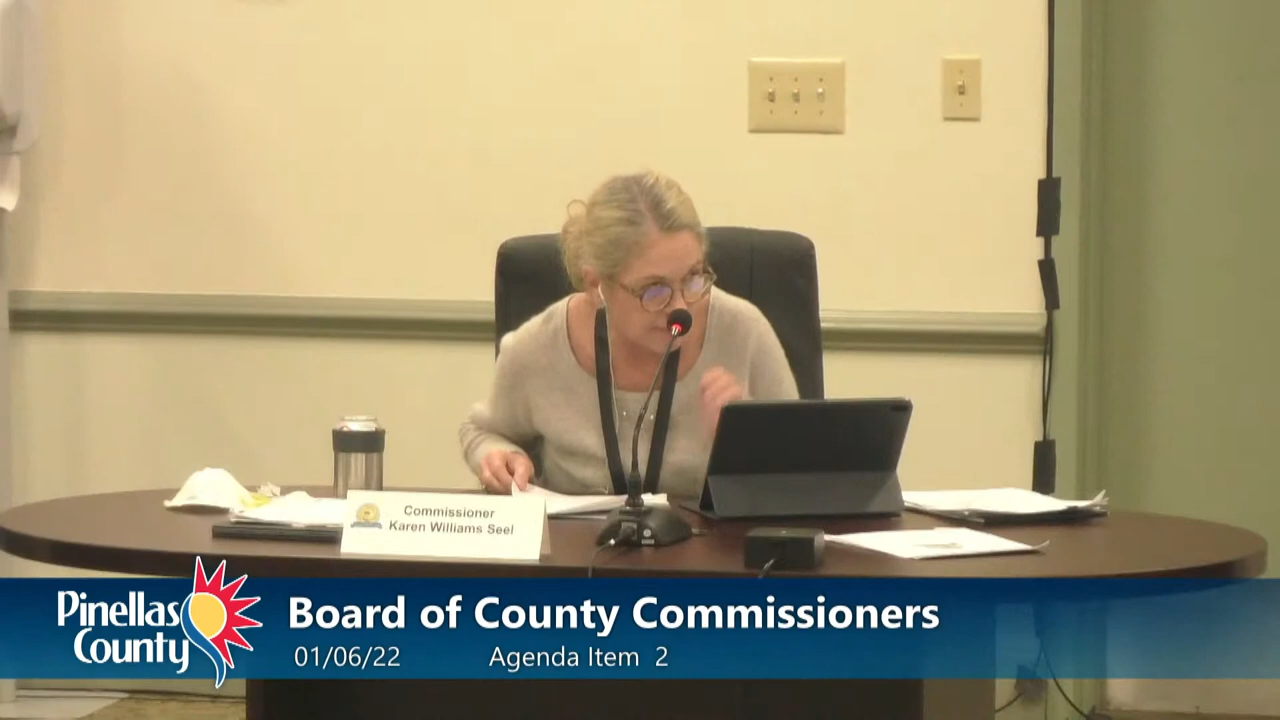 Commissioner
Karen Williams Seel
Pinellas
County
Board of County Commissioners
01/06/22 Agenda Item 2